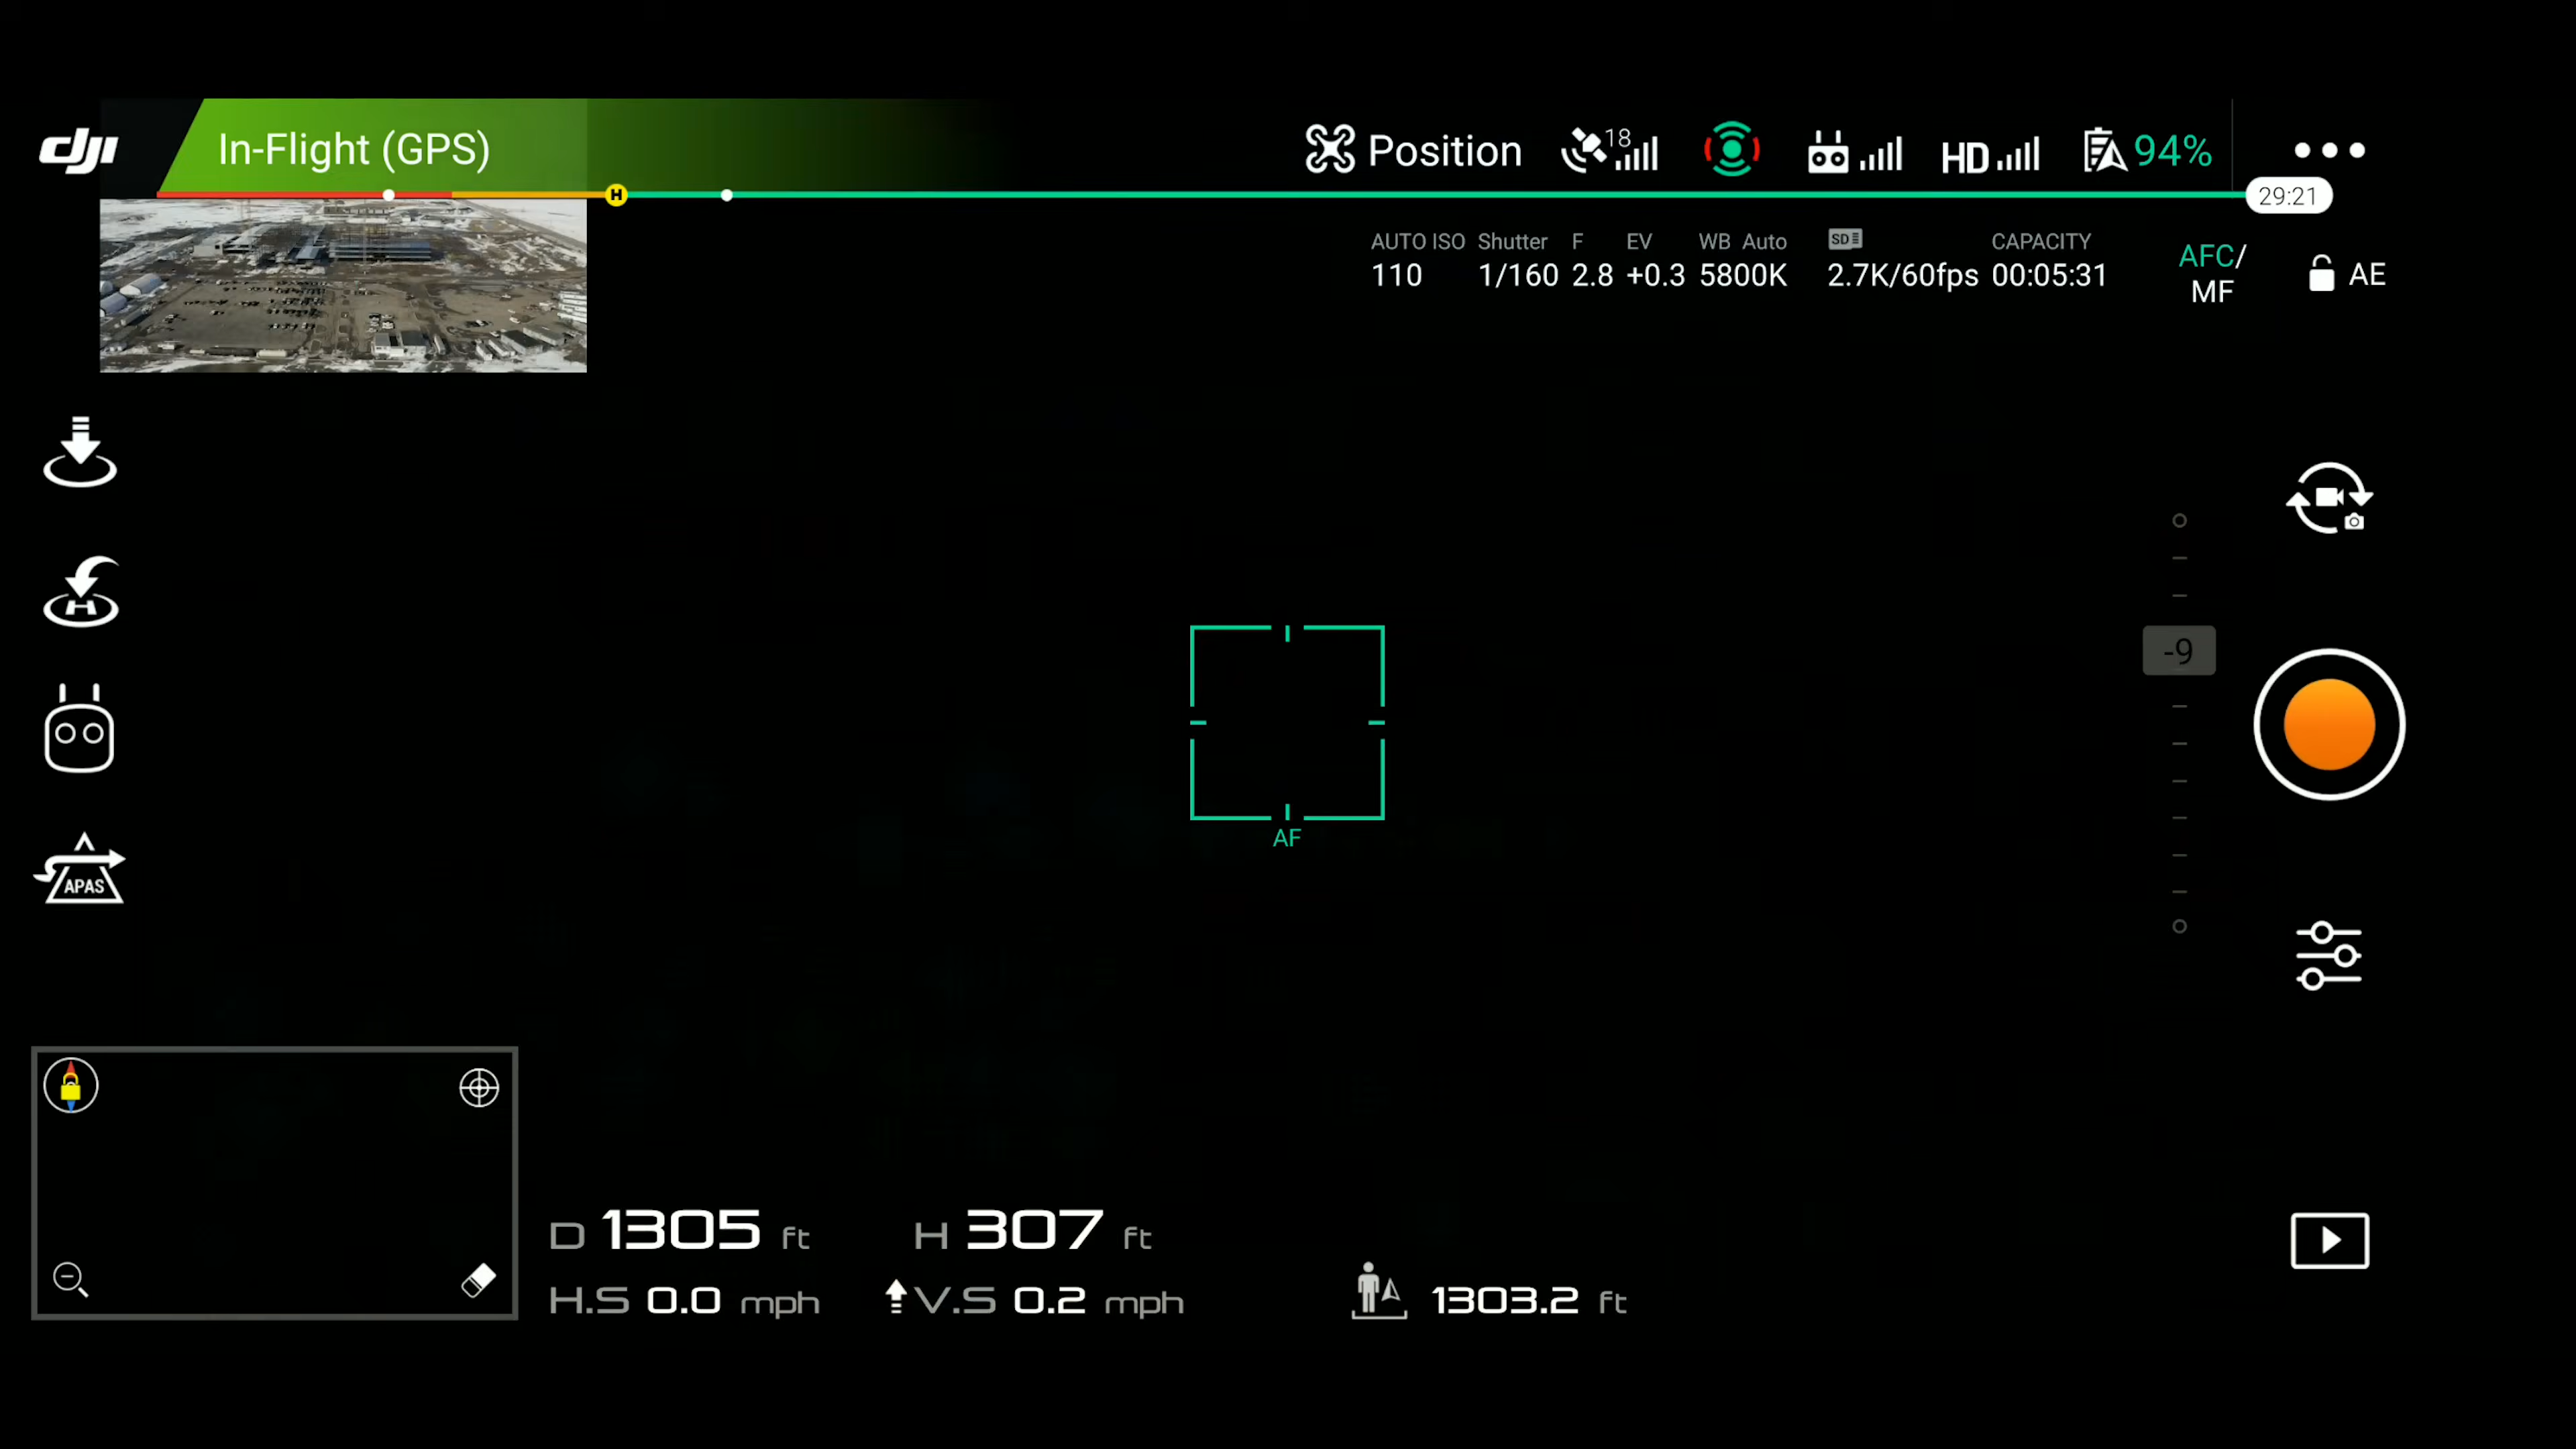 dji In-Flight (GPS) Position 18 HD 94%
H 29:21
AUTO ISO Shutter F EV WB Auto SD CAPACITY
110 1/160 2.8 +0.3 5800K 2.7K/60fps 00:05:31
AFC/
MF
AE
H
-9
AF
APAS
D 1305 ft H 307 ft
H.S 0.0 mph V.S 0.2 mph 1303.2 ft